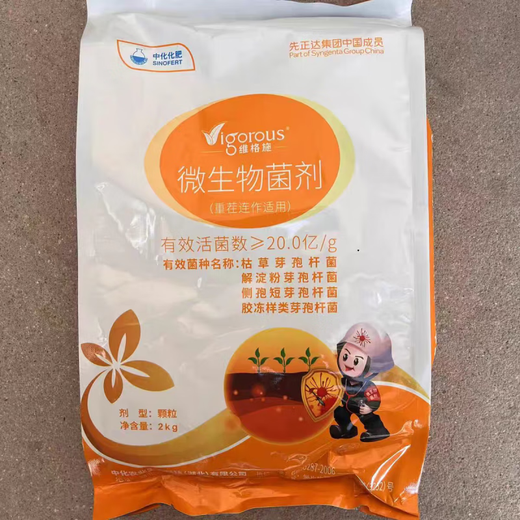 中化化肥
SINOFERT
先正达集团中国成员
Part of Syngenta Group China
Vigorous®
维格施
微生物菌剂
(重茬连作适用)
有效活菌数≥20.0亿/g
有效菌种名称:枯草芽孢杆菌
解淀粉芽孢杆菌
侧孢短芽孢杆菌
胶冻样类芽孢杆菌
剂 型: 颗粒
净含量: 2kg